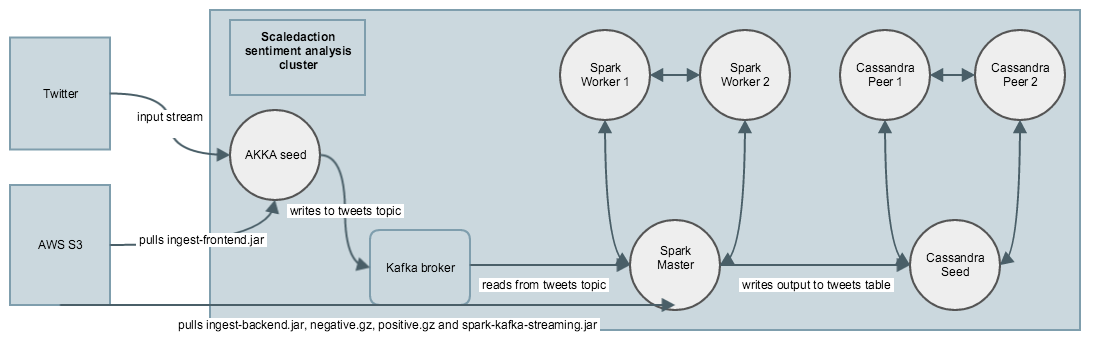 Scaledaction
sentiment analysis
cluster
Twitter
input stream
AKKA seed
AWS S3
pulls ingest-frontend.jar
writes to tweets topic
Kafka broker
reads from tweets topic
Spark
Worker 1
Spark
Worker 2
Spark
Master
writes output to tweets table
Cassandra
Peer 1
Cassandra
Peer 2
Cassandra
Seed
pulls ingest-backend.jar, negative.gz, positive.gz and spark-kafka-streaming.jar